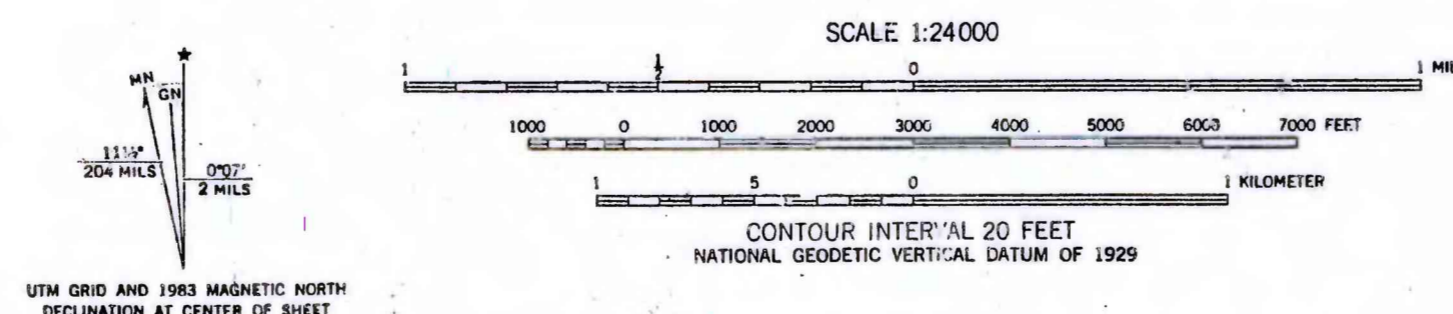 SCALE 1:24000
1 ½ 0 1 MIL
1000 0 1000 2000 3000 4000 5000 6000 7000 FEET
1 5 0 1 KILOMETER
CONTOUR INTERVAL 20 FEET
NATIONAL GEODETIC VERTICAL DATUM OF 1929
MN
GN
11½°
204 MILS
0°07'
2 MILS
UTM GRID AND 1983 MAGNETIC NORTH
DECLINATION AT CENTER OF SHEET